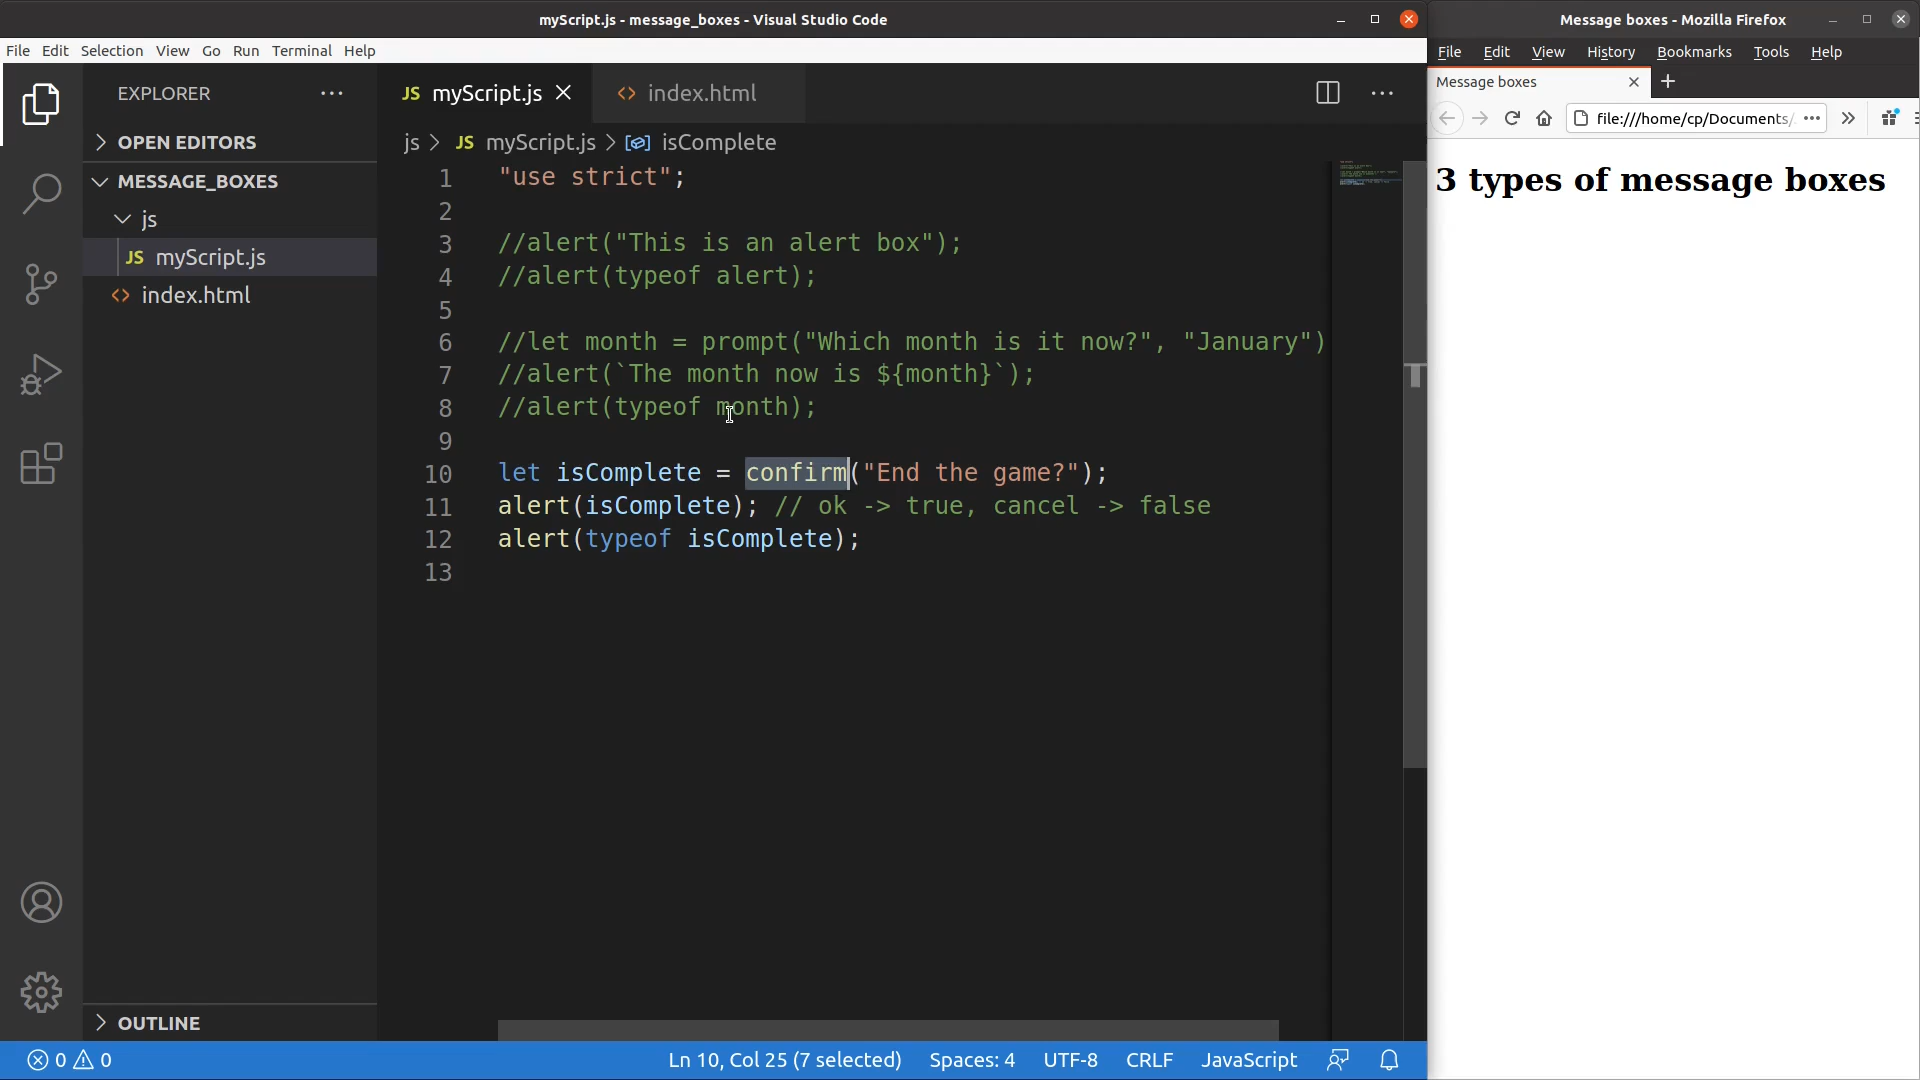 myScript.js - message_boxes - Visual Studio Code
File Edit Selection View Go Run Terminal Help
EXPLORER
OPEN EDITORS
MESSAGE_BOXES
js
JS myScript.js
<> index.html
OUTLINE
JS myScript.js
<> index.html
js > JS myScript.js > isComplete
1 "use strict";
2
3 //alert("This is an alert box");
4 //alert(typeof alert);
5
6 //let month = prompt("Which month is it now?", "January")
7 //alert(`The month now is ${month}`);
8 //alert(typeof month);
9
10 let isComplete = confirm("End the game?");
11 alert(isComplete); // ok -> true, cancel -> false
12 alert(typeof isComplete);
13
0 0
Ln 10, Col 25 (7 selected) Spaces: 4 UTF-8 CRLF JavaScript
Message boxes - Mozilla Firefox
File Edit View History Bookmarks Tools Help
Message boxes
file:///home/cp/Documents/
3 types of message boxes